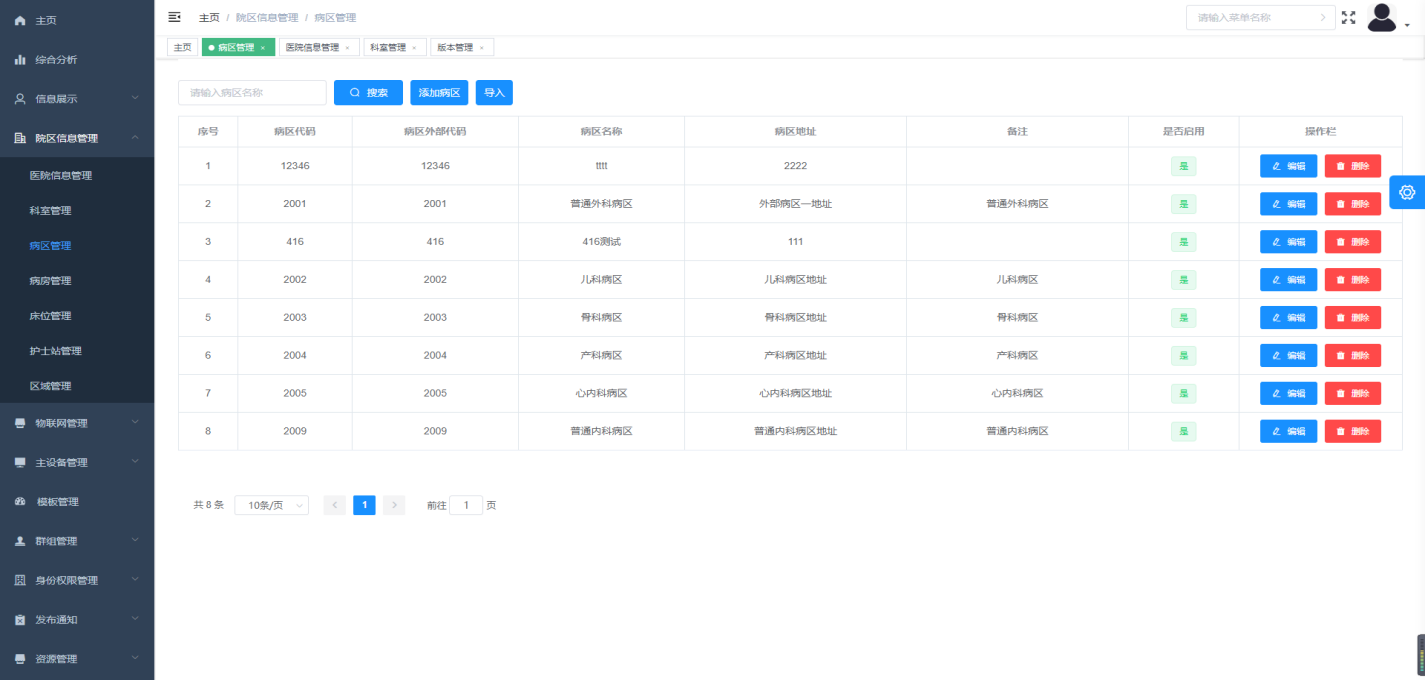 主页
综合分析
信息展示
院区信息管理
医院信息管理
科室管理
病区管理
病房管理
床位管理
护士站管理
区域管理
物联网管理
主设备管理
模板管理
群组管理
身份权限管理
发布通知
资源管理
主页 / 院区信息管理 / 病区管理
请输入菜单名称
主页 病区管理 × 医院信息管理 × 科室管理 × 版本管理 ×
请输入病区名称 搜索 添加病区 导入
序号 病区代码 病区外部代码 病区名称 病区地址 备注 是否启用 操作栏
1 12346 12346 tttt 2222 是 编辑 删除
2 2001 2001 普通外科病区 外部病区一地址 普通外科病区 是 编辑 删除
3 416 416 416测试 111 是 编辑 删除
4 2002 2002 儿科病区 儿科病区地址 儿科病区 是 编辑 删除
5 2003 2003 骨科病区 骨科病区地址 骨科病区 是 编辑 删除
6 2004 2004 产科病区 产科病区地址 产科病区 是 编辑 删除
7 2005 2005 心内科病区 心内科病区地址 心内科病区 是 编辑 删除
8 2009 2009 普通内科病区 普通内科病区地址 普通内科病区 是 编辑 删除
共 8 条 10条/页 < 1 > 前往 1 页